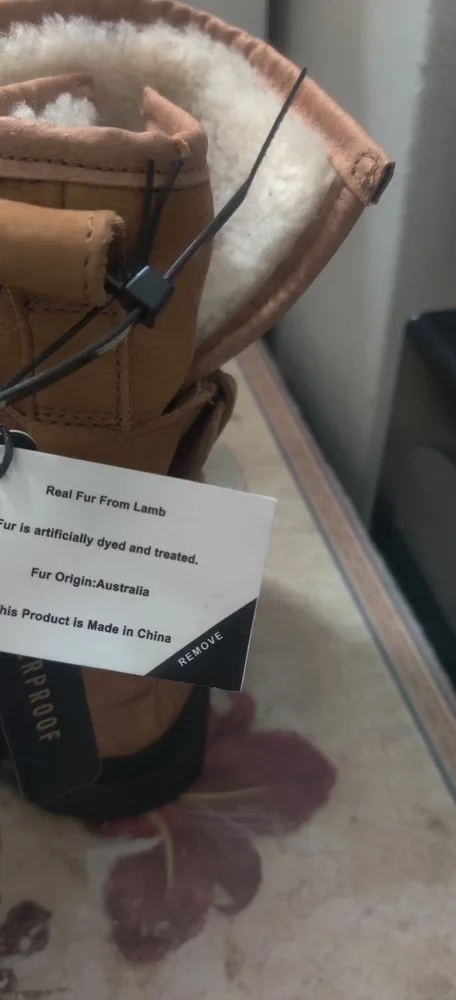 Real Fur From Lamb
Fur is artificially dyed and treated.
Fur Origin:Australia
his Product is Made in China
REMOVE
RPROOF